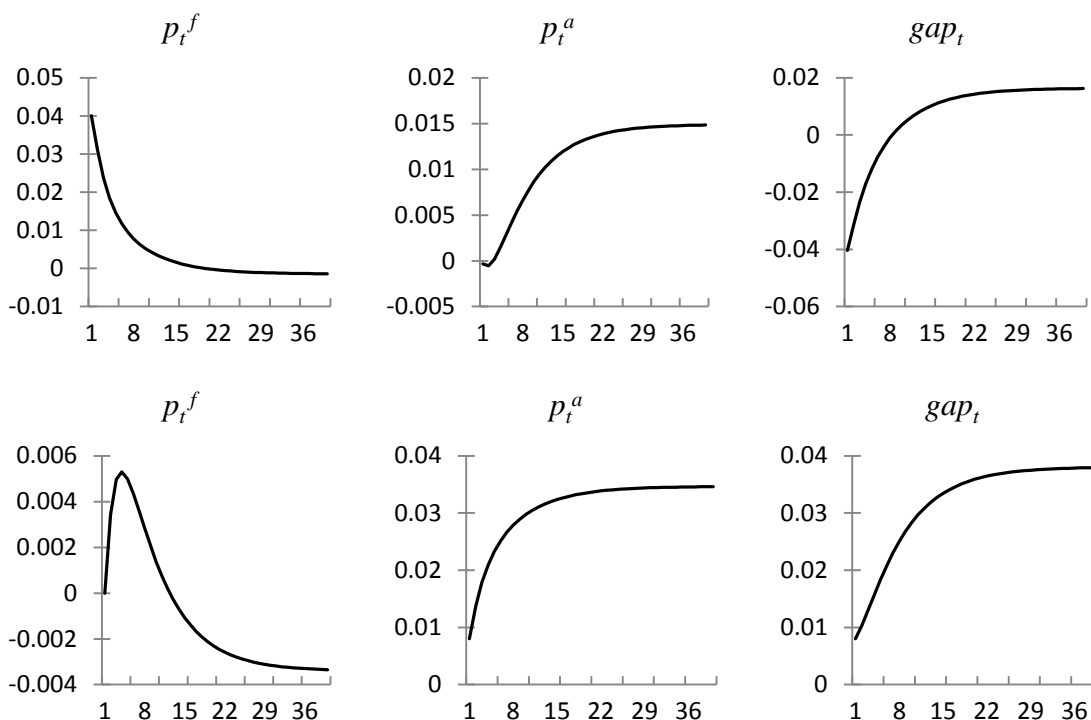 p_t^f p_t^a gap_t
0.05 0.02 0.02
0.04 0.015 0
0.03 0.01 -0.02
0.02 0.005 -0.04
0.01 0 -0.06
0 -0.005
-0.01
1 8 15 22 29 36 1 8 15 22 29 36 1 8 15 22 29 36
p_t^f p_t^a gap_t
0.006 0.04 0.04
0.004 0.03 0.03
0.002 0.02 0.02
0 0.01 0.01
-0.002 0 0
-0.004
1 8 15 22 29 36 1 8 15 22 29 36 1 8 15 22 29 36